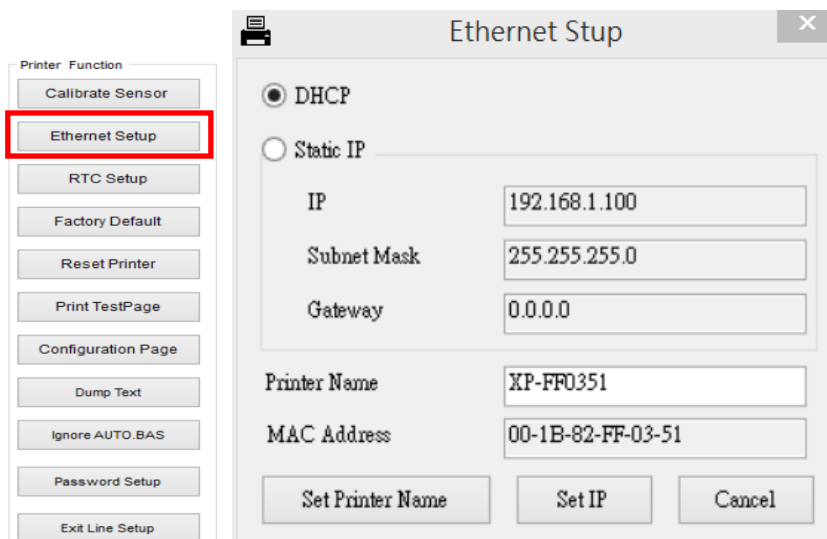 Printer Function
Calibrate Sensor
Ethernet Setup
RTC Setup
Factory Default
Reset Printer
Print TestPage
Configuration Page
Dump Text
Ignore AUTO.BAS
Password Setup
Exit Line Setup
Ethernet Stup
DHCP
Static IP
IP 192.168.1.100
Subnet Mask 255.255.255.0
Gateway 0.0.0.0
Printer Name XP-FF0351
MAC Address 00-1B-82-FF-03-51
Set Printer Name Set IP Cancel